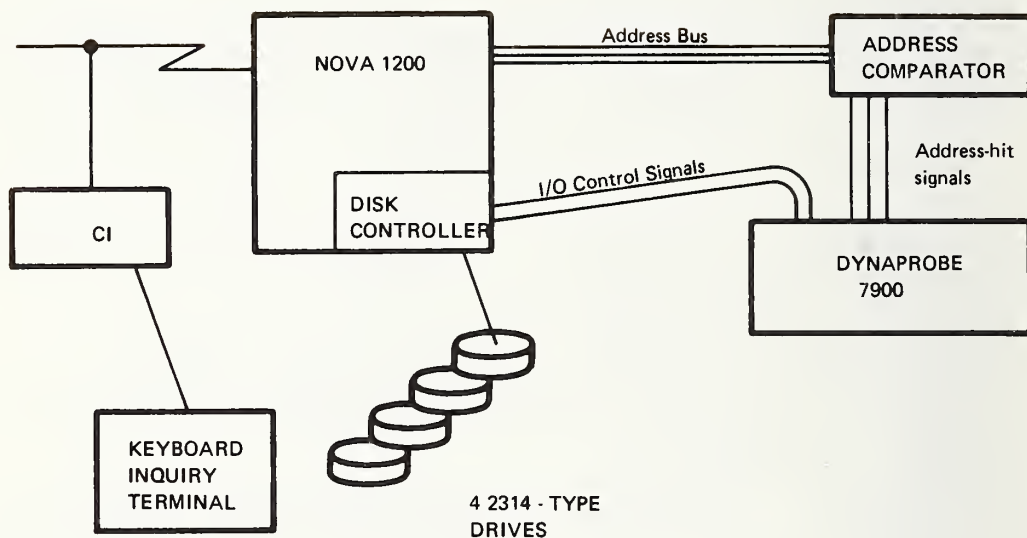 Address Bus
NOVA 1200
ADDRESS
COMPARATOR
Address-hit
signals
I/O Control Signals
DISK
CONTROLLER
CI
DYNAPROBE
7900
KEYBOARD
INQUIRY
TERMINAL
4 2314 - TYPE
DRIVES